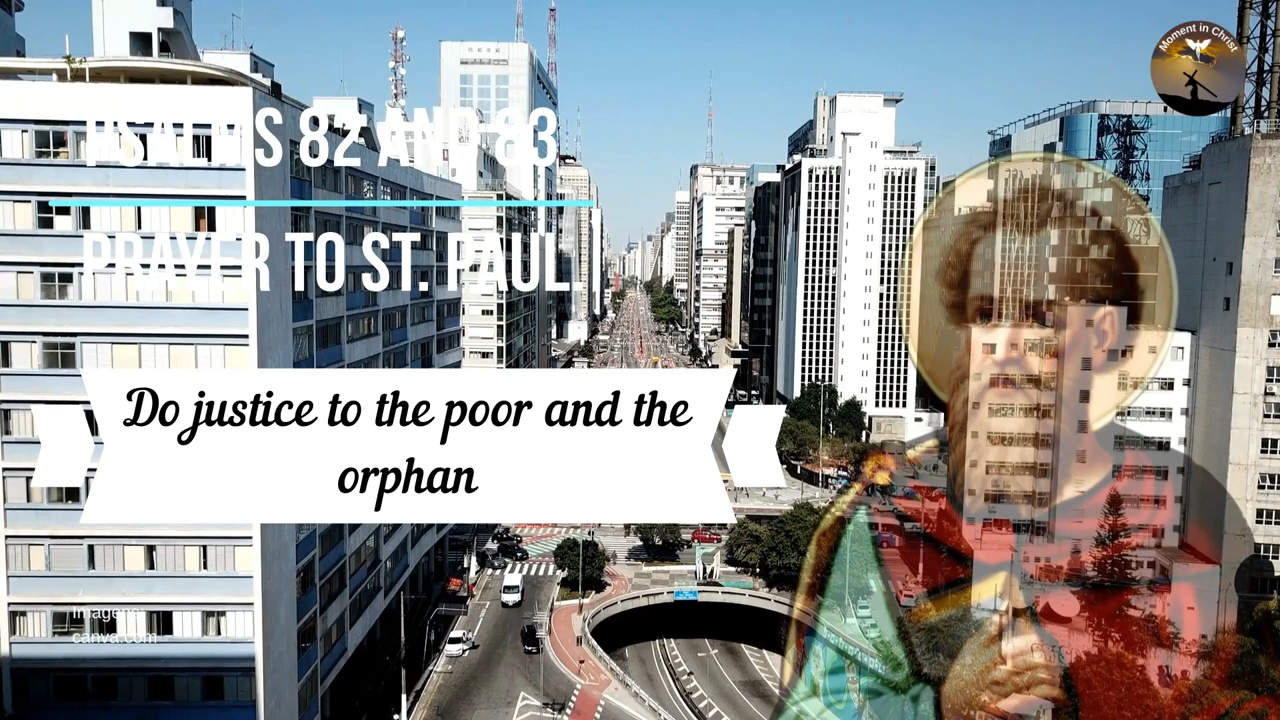 Moment in Christ
PSALMS 82 AND 83
PRAYER TO ST. PAUL.
Do justice to the poor and the
orphan
Imagens:
canva.com